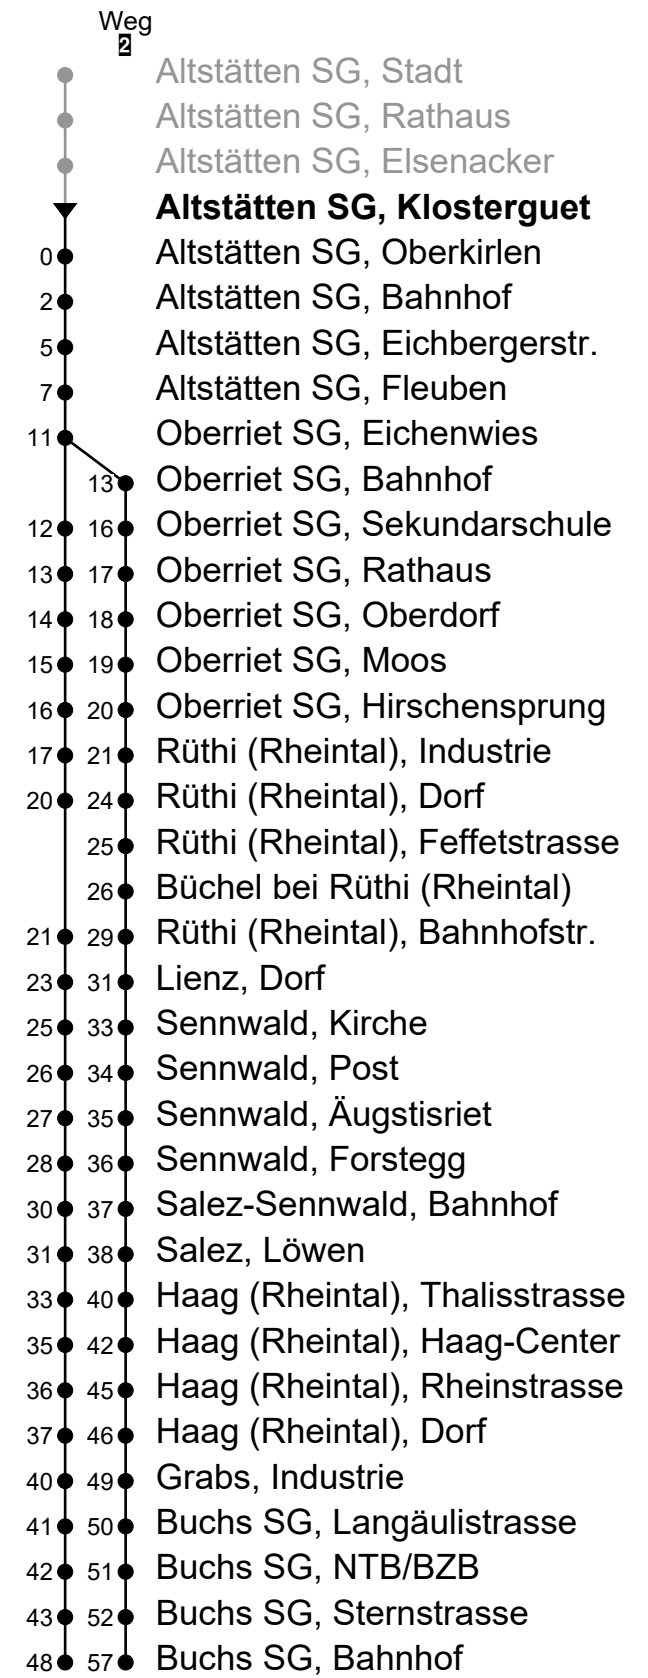 Weg
2
Altstätten SG, Stadt
Altstätten SG, Rathaus
Altstätten SG, Elsenacker
Altstätten SG, Klosterguet
0 Altstätten SG, Oberkirlen
2 Altstätten SG, Bahnhof
5 Altstätten SG, Eichbergerstr.
7 Altstätten SG, Fleuben
11 Oberriet SG, Eichenwies
13 Oberriet SG, Bahnhof
12 16 Oberriet SG, Sekundarschule
13 17 Oberriet SG, Rathaus
14 18 Oberriet SG, Oberdorf
15 19 Oberriet SG, Moos
16 20 Oberriet SG, Hirschensprung
17 21 Rüthi (Rheintal), Industrie
20 24 Rüthi (Rheintal), Dorf
25 Rüthi (Rheintal), Feffetstrasse
26 Büchel bei Rüthi (Rheintal)
21 29 Rüthi (Rheintal), Bahnhofstr.
23 31 Lienz, Dorf
25 33 Sennwald, Kirche
26 34 Sennwald, Post
27 35 Sennwald, Äugstisriet
28 36 Sennwald, Forstegg
30 37 Salez-Sennwald, Bahnhof
31 38 Salez, Löwen
33 40 Haag (Rheintal), Thalisstrasse
35 42 Haag (Rheintal), Haag-Center
36 45 Haag (Rheintal), Rheinstrasse
37 46 Haag (Rheintal), Dorf
40 49 Grabs, Industrie
41 50 Buchs SG, Langäulistrasse
42 51 Buchs SG, NTB/BZB
43 52 Buchs SG, Sternstrasse
48 57 Buchs SG, Bahnhof